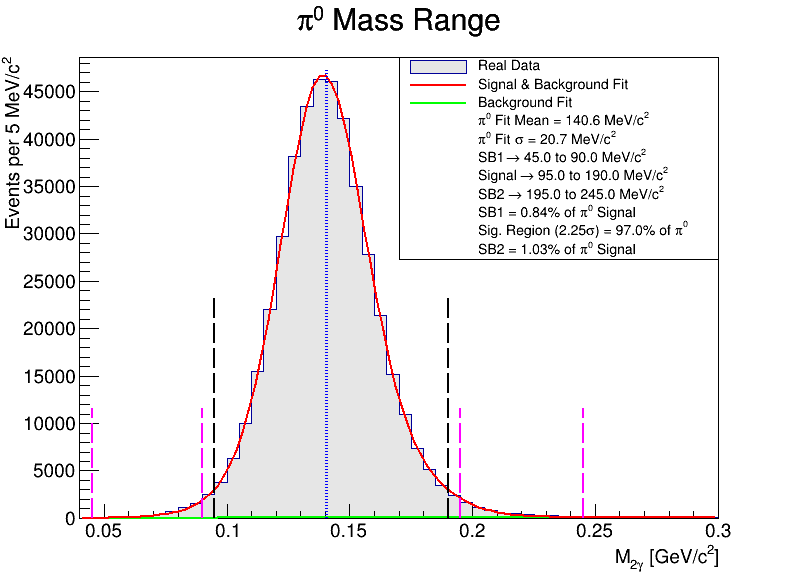 π⁰ Mass Range
Events per 5 MeV/c²
45000
40000
35000
30000
25000
20000
15000
10000
5000
0
Real Data
Signal & Background Fit
Background Fit
π⁰ Fit Mean = 140.6 MeV/c²
π⁰ Fit σ = 20.7 MeV/c²
SB1 → 45.0 to 90.0 MeV/c²
Signal → 95.0 to 190.0 MeV/c²
SB2 → 195.0 to 245.0 MeV/c²
SB1 = 0.84% of π⁰ Signal
Sig. Region (2.25σ) = 97.0% of π⁰
SB2 = 1.03% of π⁰ Signal
0.05 0.1 0.15 0.2 0.25 0.3
M₂γ [GeV/c²]